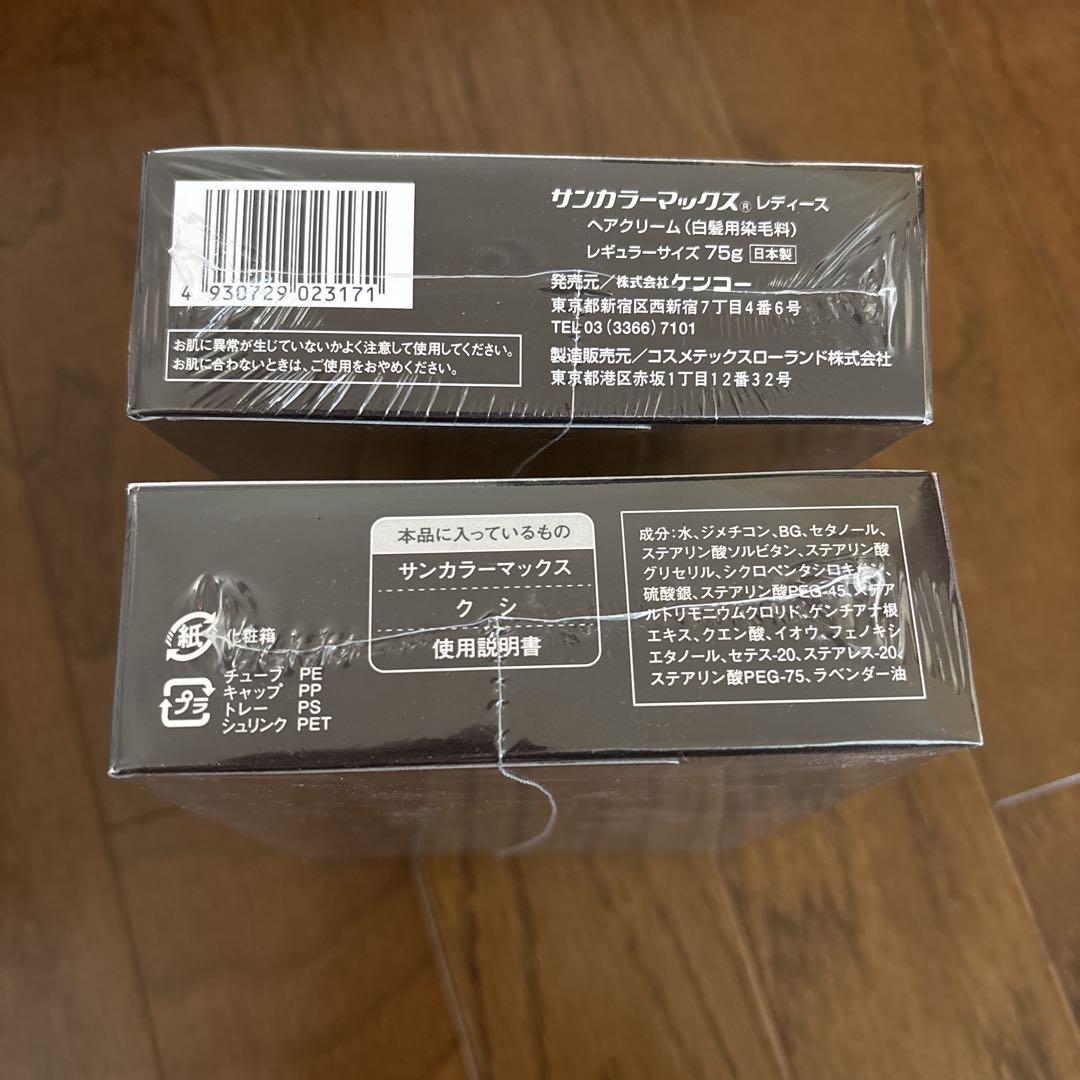 サンカラーマックス® レディース
ヘアクリーム(白髪用染毛料)
レギュラーサイズ 75g 日本製
発売元/株式会社ケンコー
東京都新宿区西新宿7丁目4番6号
TEL 03(3366)7101
製造販売元/コスメテックスローランド株式会社
東京都港区赤坂1丁目12番32号
4 930729 023171
お肌に異常が生じていないかよく注意して使用してください。
お肌に合わないときは、ご使用をおやめください。
本品に入っているもの
サンカラーマックス
クシ
使用説明書
紙 化粧箱
プラ
チューブ PE
キャップ PP
トレー PS
シュリンク PET
成分:水、ジメチコン、BG、セタノール、
ステアリン酸ソルビタン、ステアリン酸
グリセリル、シクロペンタシロキサン、
硫酸銀、ステアリン酸PEG-45、ステア
ルトリモニウムクロリド、ゲンチアナ根
エキス、クエン酸、イオウ、フェノキシ
エタノール、セテス-20、ステアレス-20、
ステアリン酸PEG-75、ラベンダー油